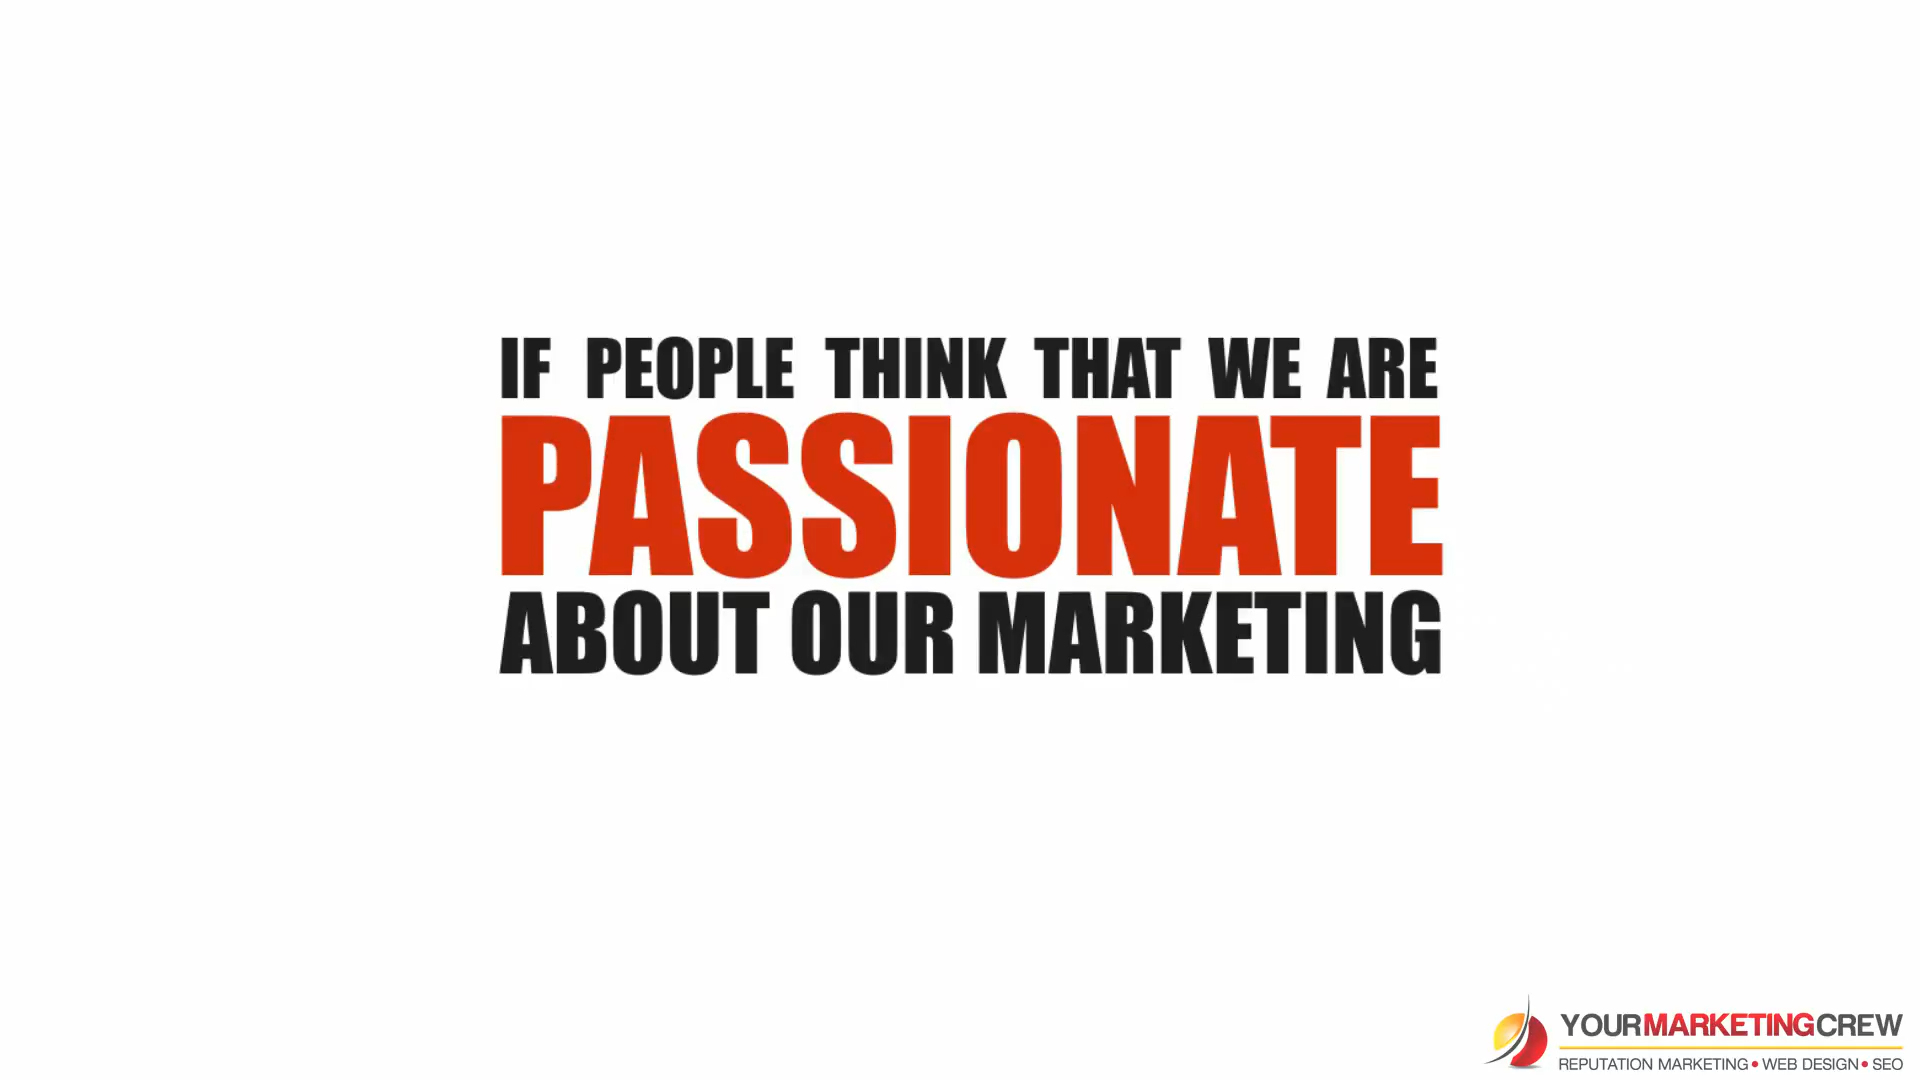 IF PEOPLE THINK THAT WE ARE
PASSIONATE
ABOUT OUR MARKETING
YOURMARKETINGCREW
REPUTATION MARKETING • WEB DESIGN • SEO